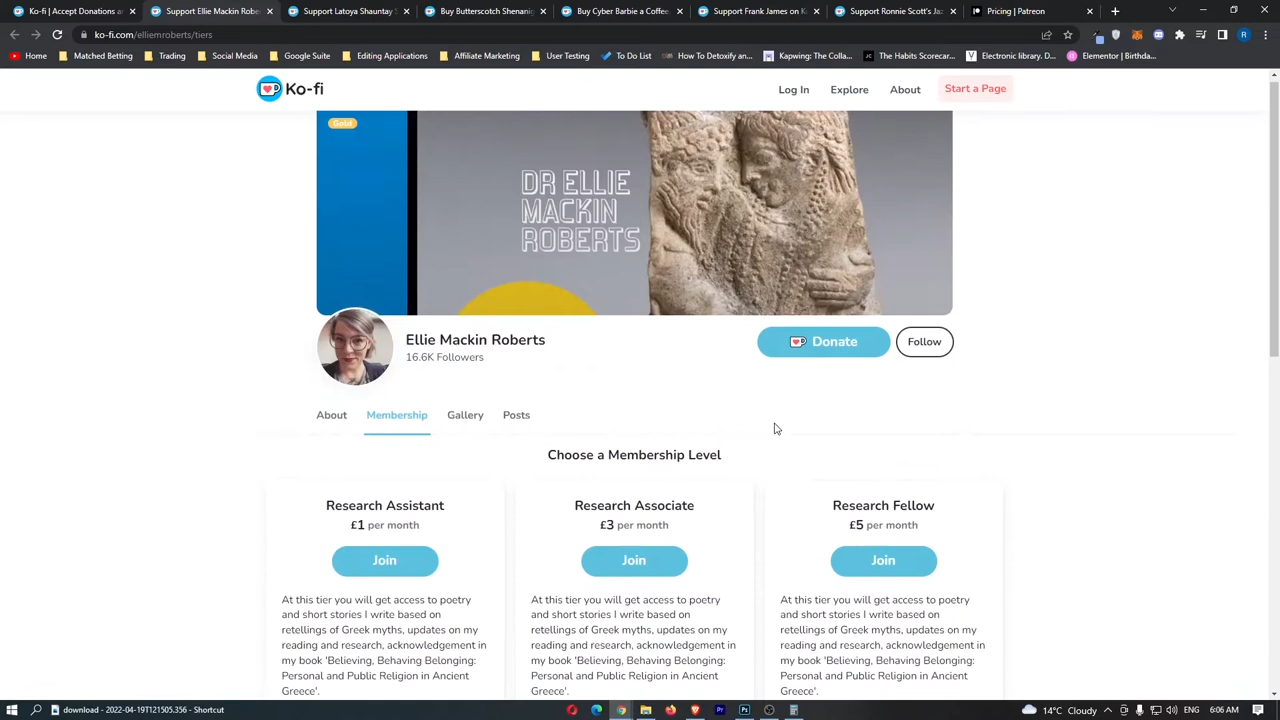 Ko-fi | Accept Donations a
Support Ellie Mackin Robe
Support Latoya Shauntay S
Buy Butterscotch Shenanig
Buy Cyber Barbie a Coffee
Support Frank James on K
Support Ronnie Scott's Jaz
Pricing | Patreon
ko-fi.com/elliemroberts/tiers
Home
Matched Betting
Trading
Social Media
Google Suite
Editing Applications
Affiliate Marketing
User Testing
To Do List
How To Detoxify an...
Kapwing: The Colla...
The Habits Scorecar...
Electronic library. D...
Elementor | Birthda...
Ko-fi
Log In
Explore
About
Start a Page
Gold
DR ELLIE
MACKIN
ROBERTS
Ellie Mackin Roberts
16.6K Followers
Donate
Follow
About
Membership
Gallery
Posts
Choose a Membership Level
Research Assistant
£1 per month
Join
At this tier you will get access to poetry
and short stories I write based on
retellings of Greek myths, updates on my
reading and research, acknowledgement in
my book 'Believing, Behaving Belonging:
Personal and Public Religion in Ancient
Greece'.
Research Associate
£3 per month
Join
At this tier you will get access to poetry
and short stories I write based on
retellings of Greek myths, updates on my
reading and research, acknowledgement in
my book 'Believing, Behaving Belonging:
Personal and Public Religion in Ancient
Greece'.
Research Fellow
£5 per month
Join
At this tier you will get access to poetry
and short stories I write based on
retellings of Greek myths, updates on my
reading and research, acknowledgement in
my book 'Believing, Behaving Belonging:
Personal and Public Religion in Ancient
Greece'.
download - 2022-04-19T121505.356 - Shortcut
14°C Cloudy
ENG
6:06 AM